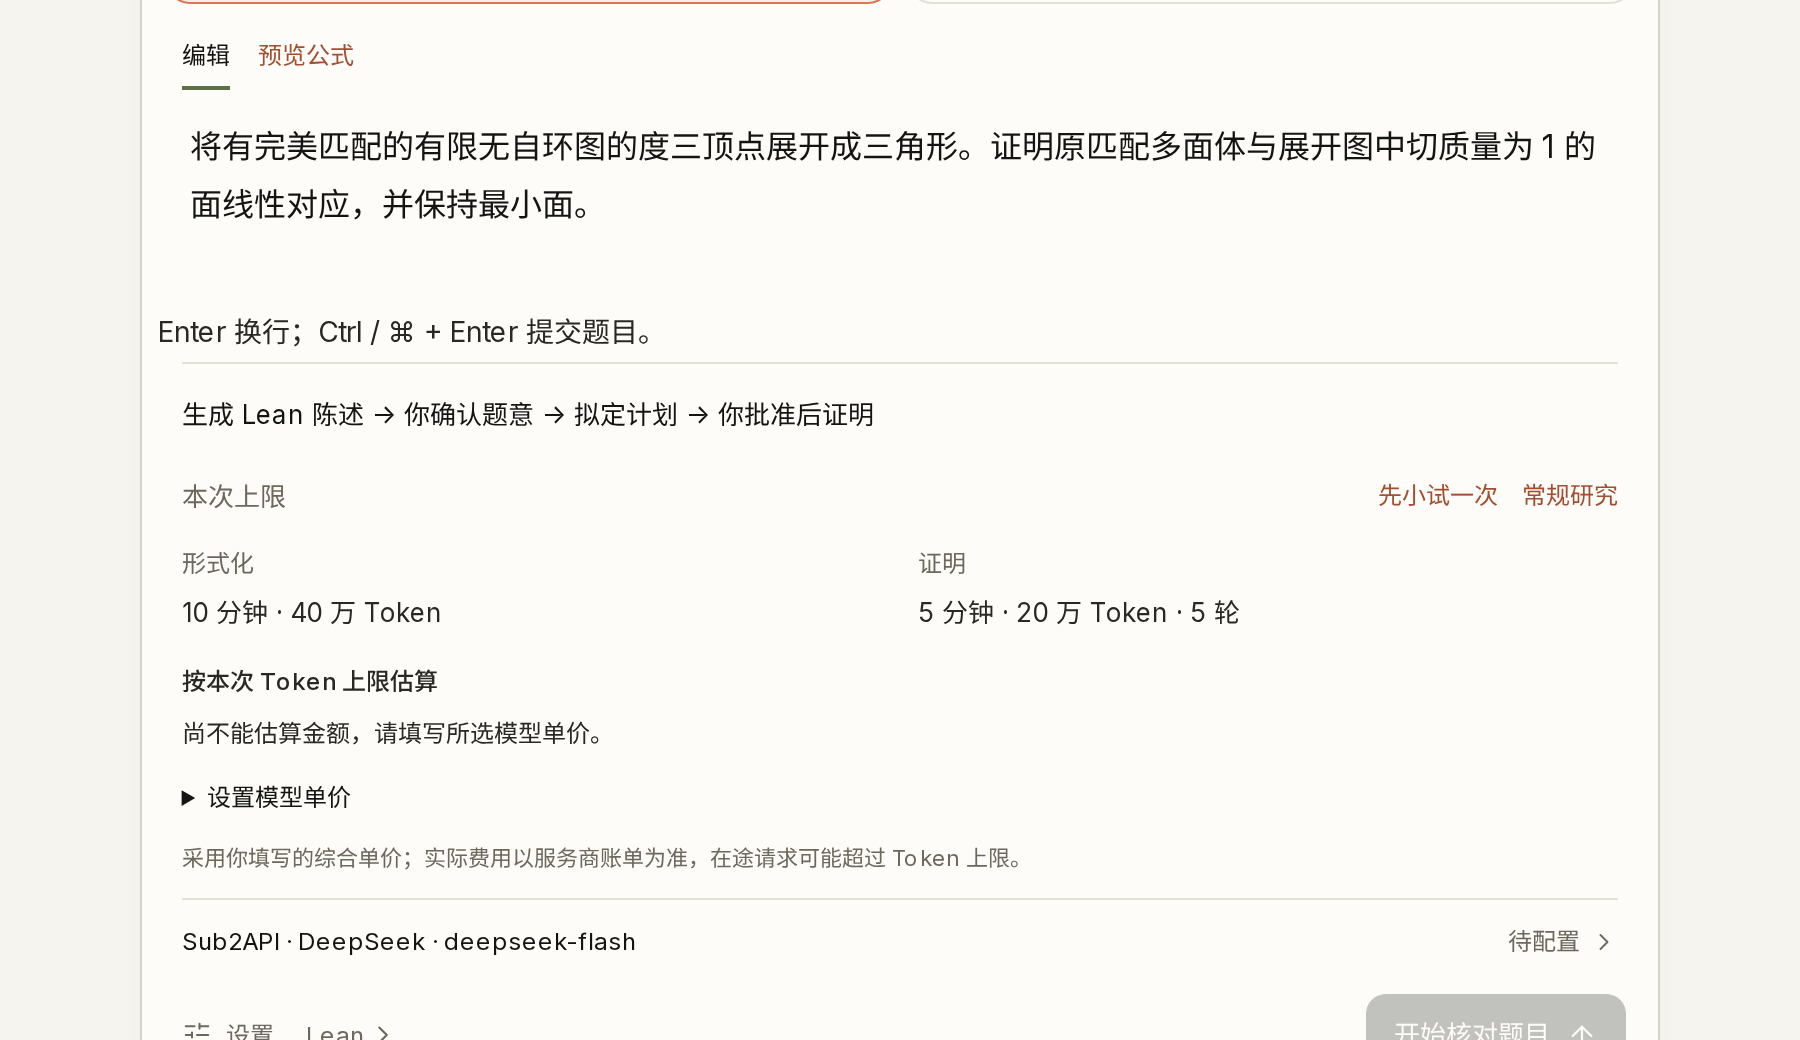 编辑 预览公式
将有完美匹配的有限无自环图的度三顶点展开成三角形。证明原匹配多面体与展开图中切质量为 1 的
面线性对应，并保持最小面。
Enter 换行；Ctrl / ⌘ + Enter 提交题目。
生成 Lean 陈述 → 你确认题意 → 拟定计划 → 你批准后证明
本次上限 先小试一次 常规研究
形式化 证明
10 分钟 · 40 万 Token 5 分钟 · 20 万 Token · 5 轮
按本次 Token 上限估算
尚不能估算金额，请填写所选模型单价。
▶ 设置模型单价
采用你填写的综合单价；实际费用以服务商账单为准，在途请求可能超过 Token 上限。
Sub2API · DeepSeek · deepseek-flash 待配置 >
设置 Lean > 开始核对题目 ↑